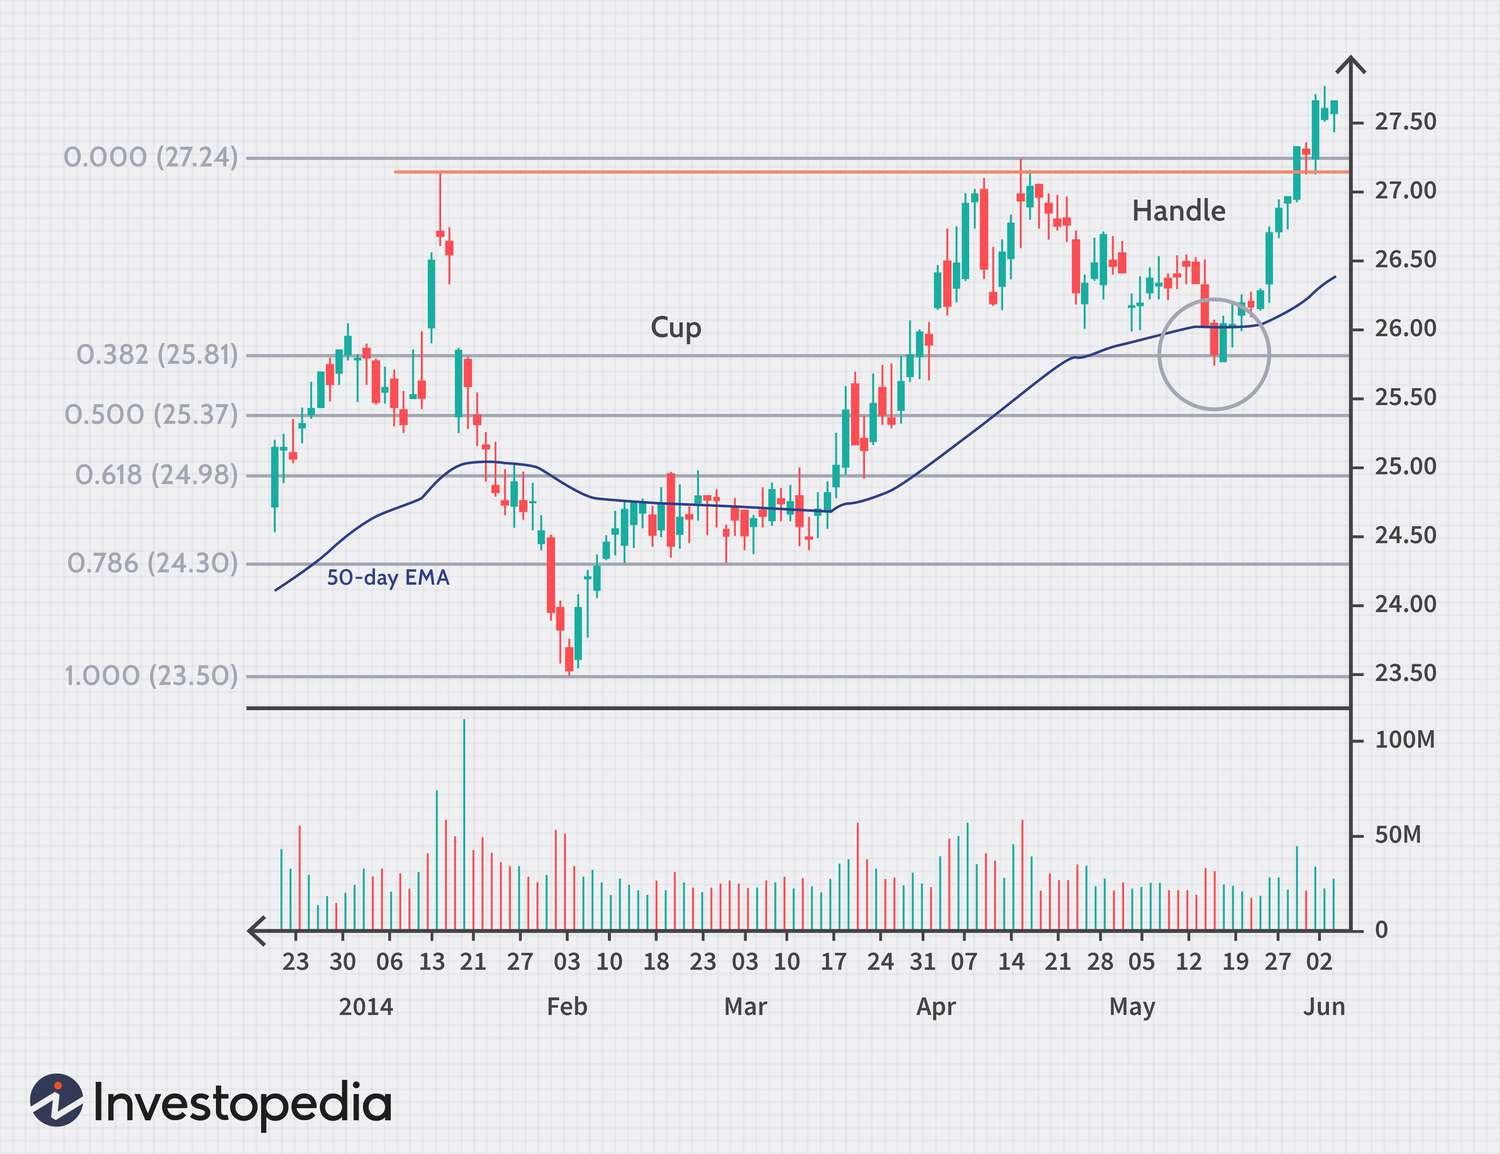 27.50
0.000 (27.24)
27.00
Handle
26.50
Cup
26.00
0.382 (25.81)
25.50
0.500 (25.37)
25.00
0.618 (24.98)
24.50
0.786 (24.30)
50-day EMA
24.00
1.000 (23.50)
23.50
100M
50M
0
23 30 06 13 21 27 03 10 18 23 03 10 17 24 31 07 14 21 28 05 12 19 27 02
2014 Feb Mar Apr May Jun
Investopedia